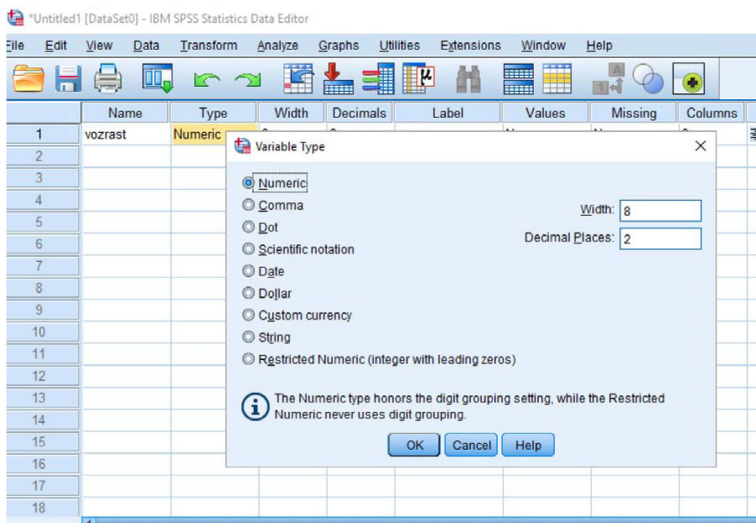 *Untitled1 [DataSet0] - IBM SPSS Statistics Data Editor
File Edit View Data Transform Analyze Graphs Utilities Extensions Window Help
Name Type Width Decimals Label Values Missing Columns
1 vozrast Numeric
Variable Type
Numeric
Comma
Dot
Scientific notation
Date
Dollar
Custom currency
String
Restricted Numeric (integer with leading zeros)
Width: 8
Decimal Places: 2
The Numeric type honors the digit grouping setting, while the Restricted
Numeric never uses digit grouping.
OK Cancel Help
2
3
4
5
6
7
8
9
10
11
12
13
14
15
16
17
18